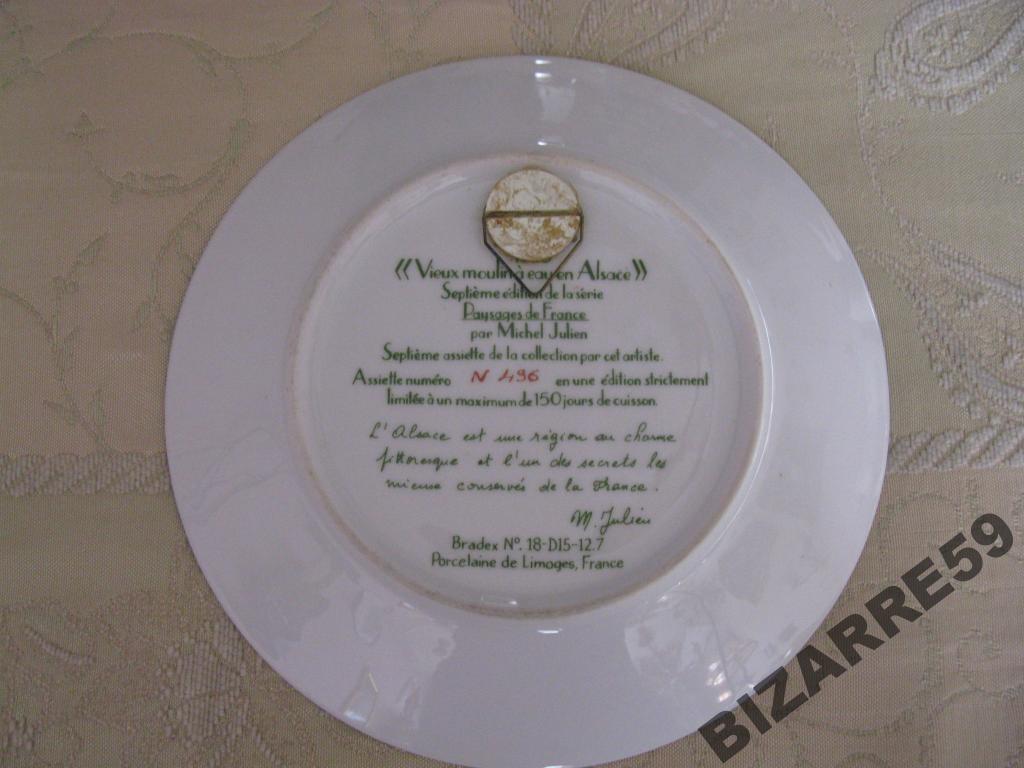 «Vieux moulin à eau en Alsace»
Septième édition de la série
Paysages de France
par Michel Julien
Septième assiette de la collection par cet artiste.
Assiette numéro N 496 en une édition strictement
limitée à un maximum de 150 jours de cuisson.
L'Alsace est une région au charme
pittoresque et l'un des secrets les
mieux conservés de la France.
M. Julien
Bradex Nº. 18-D15-12.7
Porcelaine de Limoges, France
BIZARRE59